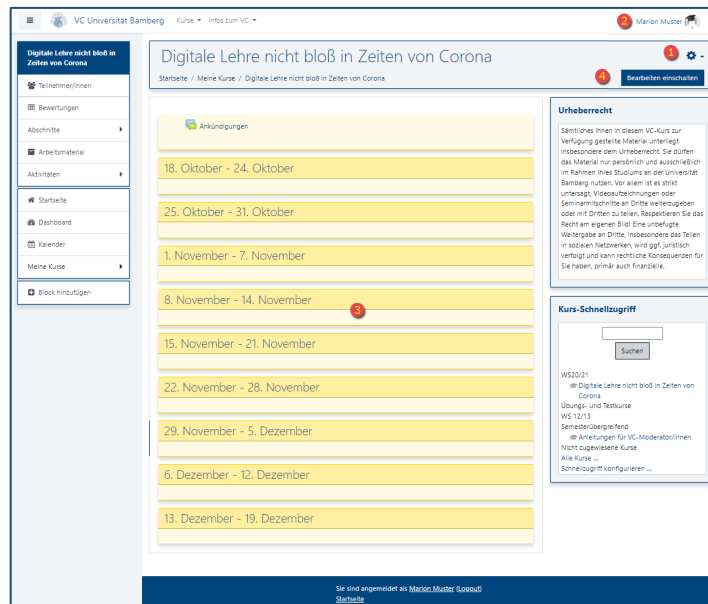 VC Universität Bamberg Kurse Infos zum VC
2 Marion Muster
Digitale Lehre nicht bloß in
Zeiten von Corona
Teilnehmer/innen
Bewertungen
Abschnitte
Arbeitsmaterial
Aktivitäten
Startseite
Dashboard
Kalender
Meine Kurse
Block hinzufügen
Digitale Lehre nicht bloß in Zeiten von Corona
1
Startseite / Meine Kurse / Digitale Lehre nicht bloß in Zeiten von Corona
4 Bearbeiten einschalten
Ankündigungen
18. Oktober - 24. Oktober
25. Oktober - 31. Oktober
1. November - 7. November
8. November - 14. November
3
15. November - 21. November
22. November - 28. November
29. November - 5. Dezember
6. Dezember - 12. Dezember
13. Dezember - 19. Dezember
Urheberrecht
Sämtliches Ihnen in diesem VC-Kurs zur
Verfügung gestellte Material unterliegt
insbesondere dem Urheberrecht. Sie dürfen
das Material nur persönlich und ausschließlich
im Rahmen Ihres Studiums an der Universität
Bamberg nutzen. Vor allem ist es strikt
untersagt, Videoaufzeichnungen oder
Seminarmitschnitte an Dritte weiterzugeben
oder mit Dritten zu teilen. Respektieren Sie das
Recht am eigenen Bild! Eine unbefugte
Weitergabe an Dritte, insbesondere das Teilen
in sozialen Netzwerken, wird ggf. juristisch
verfolgt und kann rechtliche Konsequenzen für
Sie haben, primär auch finanzielle.
Kurs-Schnellzugriff
Suchen
WS20/21
Digitale Lehre nicht bloß in Zeiten von
Corona
Übungs- und Testkurse
WS 12/13
Semesterübergreifend
Anleitungen für VC-Moderator/innen
Nicht zugewiesene Kurse
Alle Kurse ...
Schnellzugriff konfigurieren ...
Sie sind angemeldet als Marion Muster (Logout)
Startseite